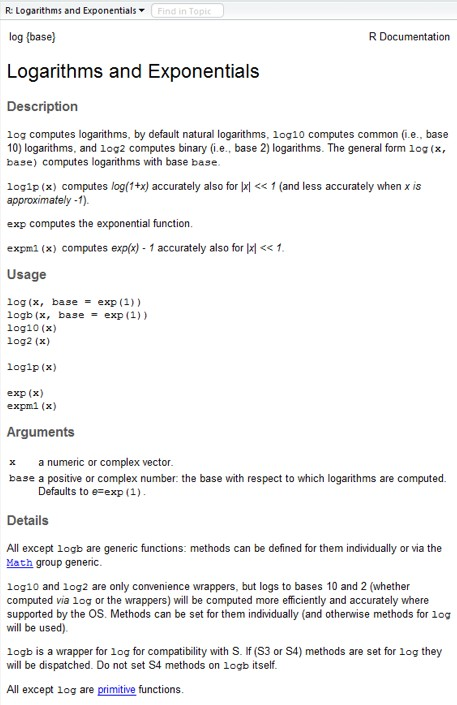 R: Logarithms and Exponentials Find in Topic
log {base} R Documentation
Logarithms and Exponentials
Description
log computes logarithms, by default natural logarithms, log10 computes common (i.e., base
10) logarithms, and log2 computes binary (i.e., base 2) logarithms. The general form log(x,
base) computes logarithms with base base.
log1p(x) computes log(1+x) accurately also for |x| << 1 (and less accurately when x is
approximately -1).
exp computes the exponential function.
expm1(x) computes exp(x) - 1 accurately also for |x| << 1.
Usage
log(x, base = exp(1))
logb(x, base = exp(1))
log10(x)
log2(x)
log1p(x)
exp(x)
expm1(x)
Arguments
x a numeric or complex vector.
base a positive or complex number: the base with respect to which logarithms are computed.
Defaults to e=exp(1).
Details
All except logb are generic functions: methods can be defined for them individually or via the
Math group generic.
log10 and log2 are only convenience wrappers, but logs to bases 10 and 2 (whether
computed via log or the wrappers) will be computed more efficiently and accurately where
supported by the OS. Methods can be set for them individually (and otherwise methods for log
will be used).
logb is a wrapper for log for compatibility with S. If (S3 or S4) methods are set for log they
will be dispatched. Do not set S4 methods on logb itself.
All except log are primitive functions.